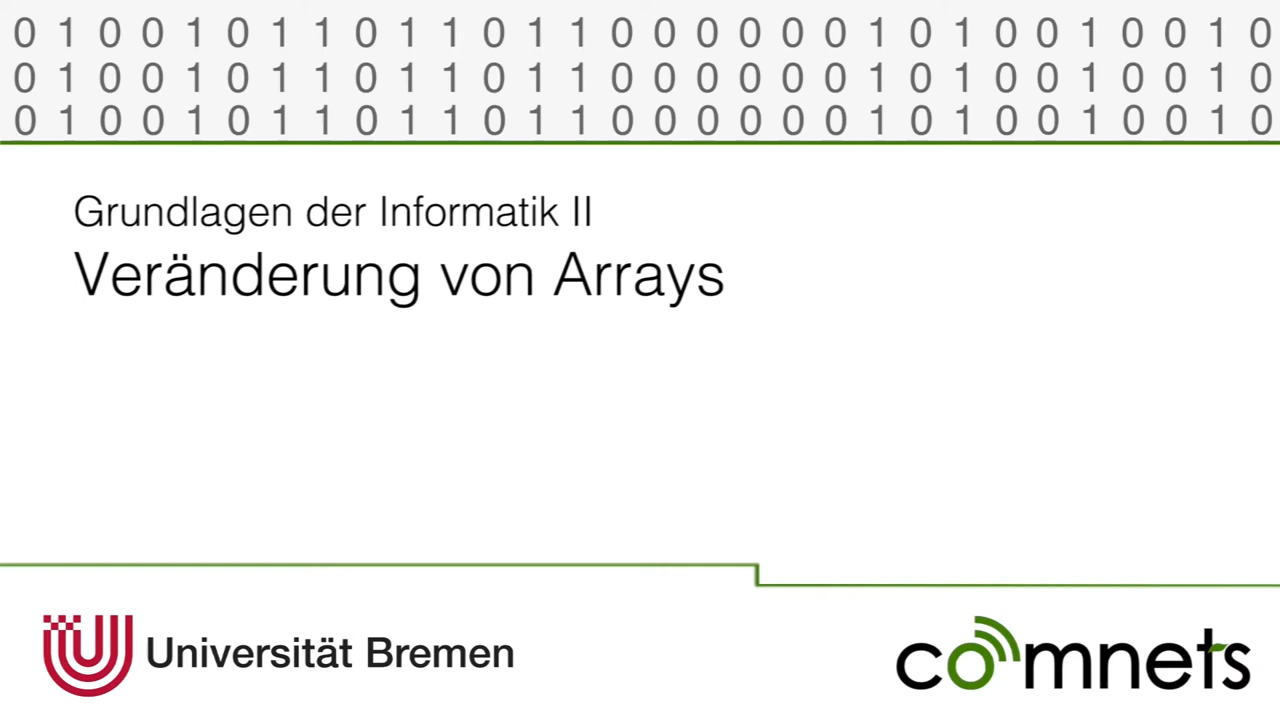 0 1 0 0 1 0 1 1 0 1 1 0 1 1 0 0 0 0 0 0 1 0 1 0 0 1 0 0 1 0
0 1 0 0 1 0 1 1 0 1 1 0 1 1 0 0 0 0 0 0 1 0 1 0 0 1 0 0 1 0
0 1 0 0 1 0 1 1 0 1 1 0 1 1 0 0 0 0 0 0 1 0 1 0 0 1 0 0 1 0
Grundlagen der Informatik II
Veränderung von Arrays
Universität Bremen
comnets